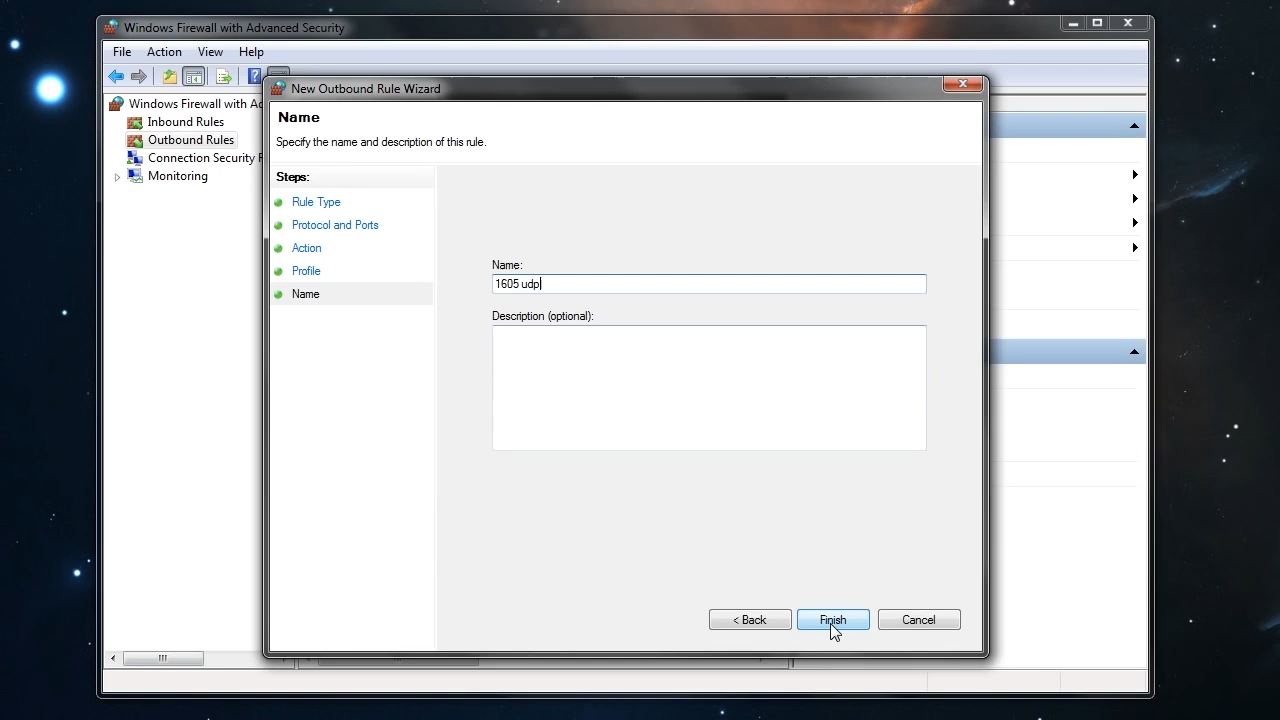 Windows Firewall with Advanced Security
File Action View Help
New Outbound Rule Wizard
Windows Firewall with
Inbound Rules
Outbound Rules
Connection Security
Monitoring
Name
Specify the name and description of this rule.
Steps:
Rule Type
Protocol and Ports
Action
Profile
Name
Name:
1605 udp
Description (optional):
< Back
Finish
Cancel